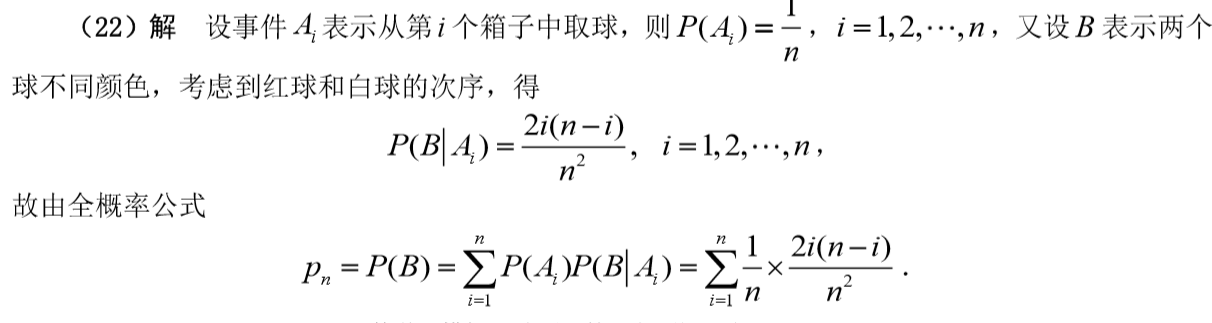 （22）解 设事件 $A_i$ 表示从第 $i$ 个箱子中取球，则 $P(A_i)=\frac{1}{n}$，$i=1,2,\cdots,n$，又设 $B$ 表示两个
球不同颜色，考虑到红球和白球的次序，得
$P(B|A_i)=\frac{2i(n-i)}{n^2}$，$i=1,2,\cdots,n$，
故由全概率公式
$p_n=P(B)=\sum_{i=1}^{n}P(A_i)P(B|A_i)=\sum_{i=1}^{n}\frac{1}{n}\times\frac{2i(n-i)}{n^2}$．